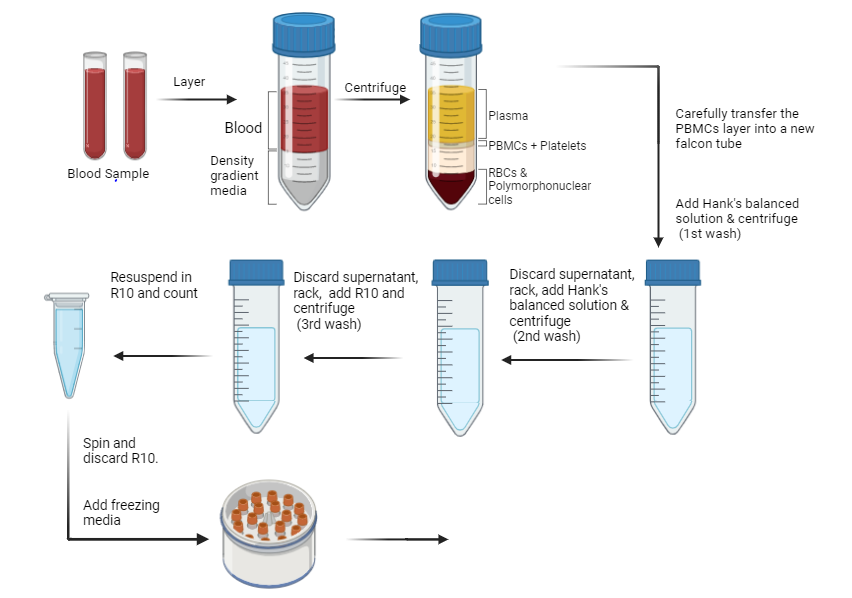 Layer
Blood Sample
Blood
Density
gradient
media
Centrifuge
Plasma
PBMCs + Platelets
RBCs &
Polymorphonuclear
cells
Carefully transfer the
PBMCs layer into a new
falcon tube
Add Hank's balanced
solution & centrifuge
(1st wash)
Discard supernatant,
rack, add Hank's
balanced solution &
centrifuge
(2nd wash)
Discard supernatant,
rack, add R10 and
centrifuge
(3rd wash)
Resuspend in
R10 and count
Spin and
discard R10.
Add freezing
media